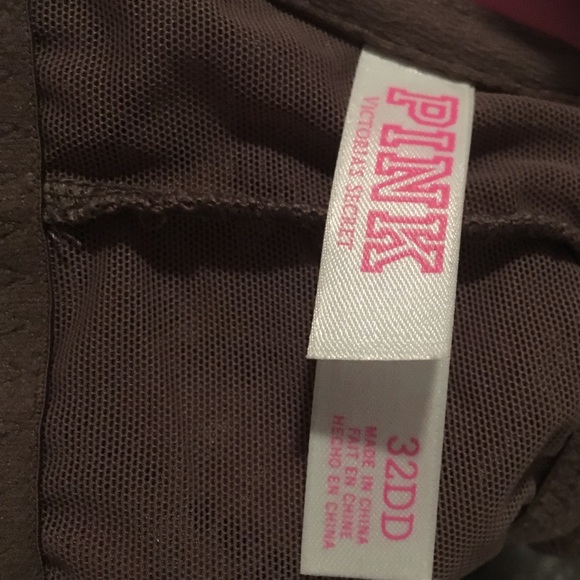 PINK
VICTORIA'S SECRET
32DD
MADE IN CHINA
FAIT EN CHINE
HECHO EN CHINA